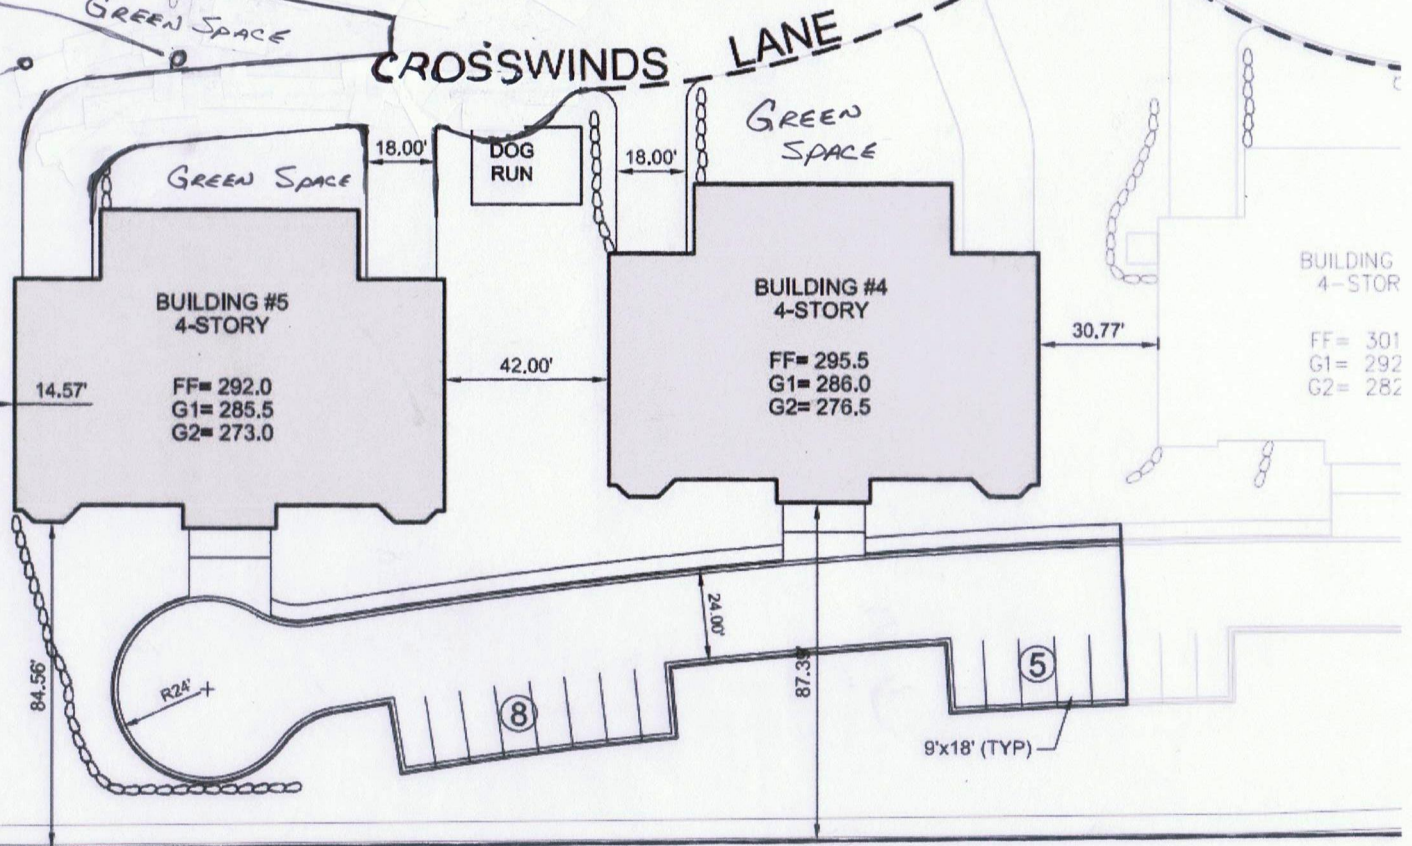 GREEN SPACE
CROSSWINDS LANE
GREEN SPACE
18.00'
DOG
RUN
18.00'
GREEN
SPACE
BUILDING #5
4-STORY
FF= 292.0
G1= 285.5
G2= 273.0
14.57'
42.00'
BUILDING #4
4-STORY
FF= 295.5
G1= 286.0
G2= 276.5
30.77'
BUILDING
4-STOR
FF= 301
G1= 292
G2= 282
84.56'
R24'
8
24.00'
87.39'
5
9'x18' (TYP)